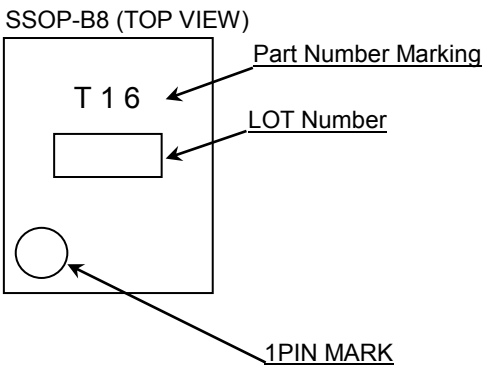 SSOP-B8 (TOP VIEW)
Part Number Marking
T 1 6
LOT Number
1PIN MARK